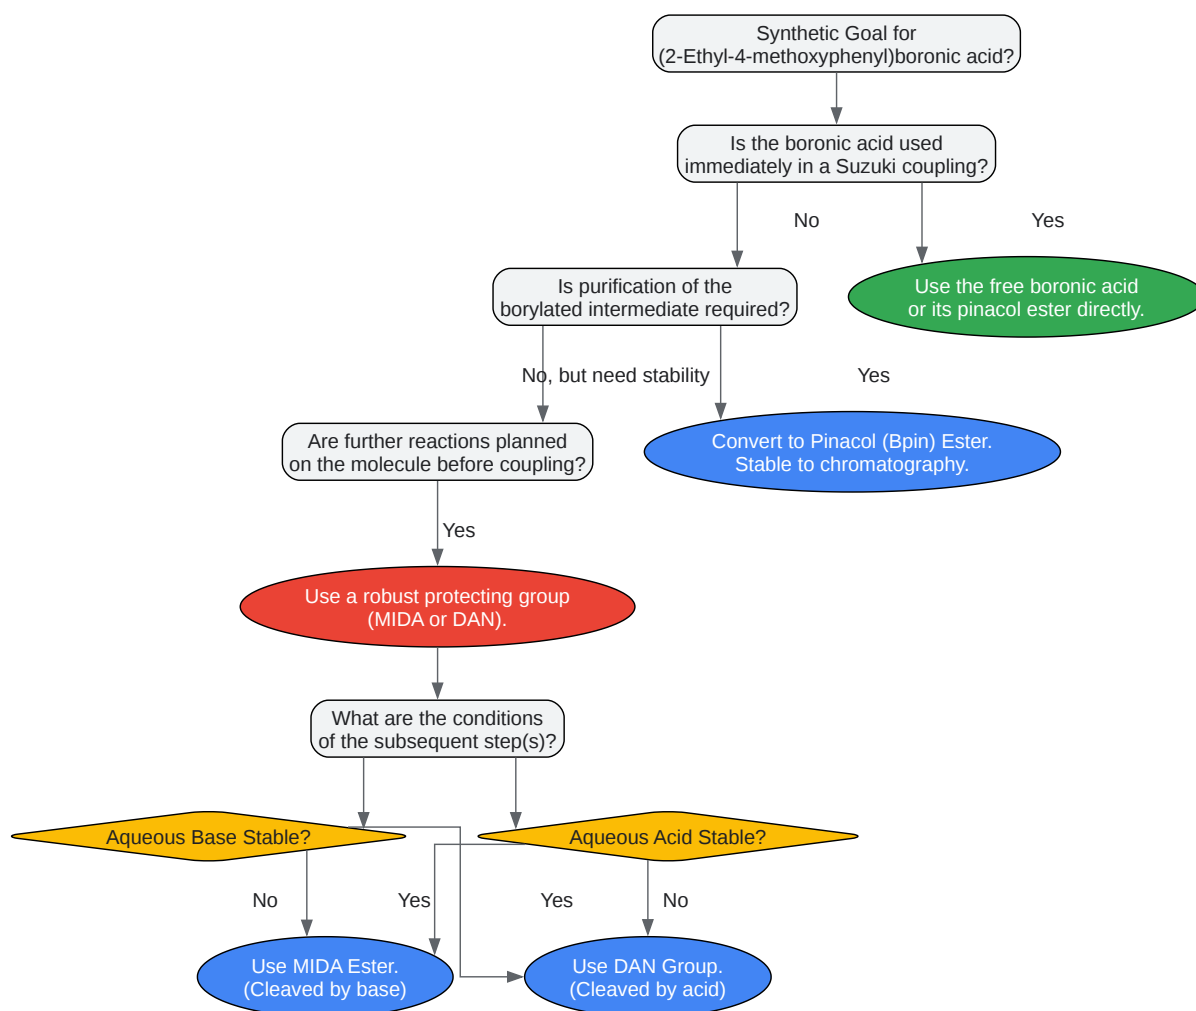 Synthetic Goal for
(2-Ethyl-4-methoxyphenyl)boronic acid?
Is the boronic acid used
immediately in a Suzuki coupling?
No
Yes
Is purification of the
borylated intermediate required?
Use the free boronic acid
or its pinacol ester directly.
No, but need stability
Yes
Are further reactions planned
on the molecule before coupling?
Convert to Pinacol (Bpin) Ester.
Stable to chromatography.
Yes
Use a robust protecting group
(MIDA or DAN).
What are the conditions
of the subsequent step(s)?
Aqueous Base Stable?
Aqueous Acid Stable?
No
Yes
Yes
No
Use MIDA Ester.
(Cleaved by base)
Use DAN Group.
(Cleaved by acid)